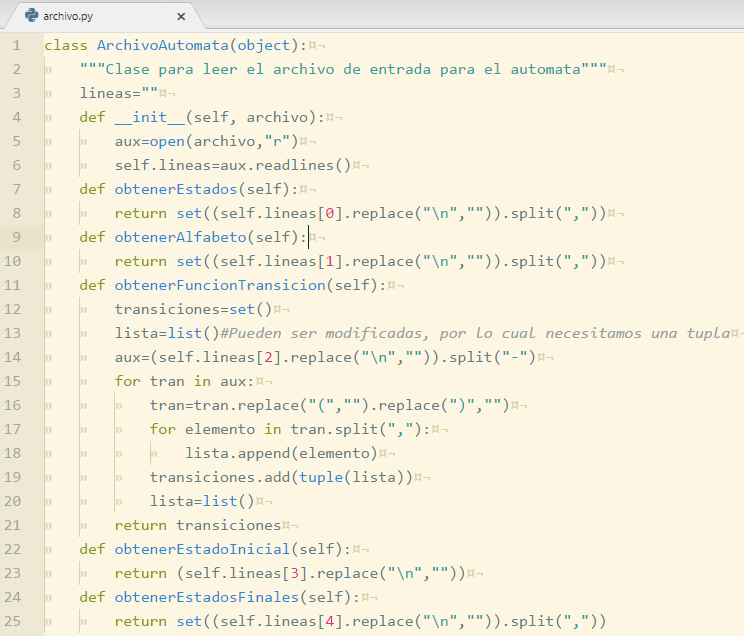 archivo.py
1 class ArchivoAutomata(object):¤¬
2 » """Clase para leer el archivo de entrada para el automata"""¤¬
3 » lineas=""¤¬
4 » def __init__(self, archivo):¤¬
5 » » aux=open(archivo,"r")¤¬
6 » » self.lineas=aux.readlines()¤¬
7 » def obtenerEstados(self):¤¬
8 » » return set((self.lineas[0].replace("\n","")).split(","))¤¬
9 » def obtenerAlfabeto(self):¤¬
10 » » return set((self.lineas[1].replace("\n","")).split(","))¤¬
11 » def obtenerFuncionTransicion(self):¤¬
12 » » transiciones=set()¤¬
13 » » lista=list()#Pueden ser modificadas, por lo cual necesitamos una tupla¤¬
14 » » aux=(self.lineas[2].replace("\n","")).split("-")¤¬
15 » » for tran in aux:¤¬
16 » » » tran=tran.replace("(","").replace(")","")¤¬
17 » » » for elemento in tran.split(","):¤¬
18 » » » » lista.append(elemento)¤¬
19 » » » transiciones.add(tuple(lista))¤¬
20 » » » lista=list()¤¬
21 » » return transiciones¤¬
22 » def obtenerEstadoInicial(self):¤¬
23 » » return (self.lineas[3].replace("\n",""))¤¬
24 » def obtenerEstadosFinales(self):¤¬
25 » » return set((self.lineas[4].replace("\n","")).split(","))